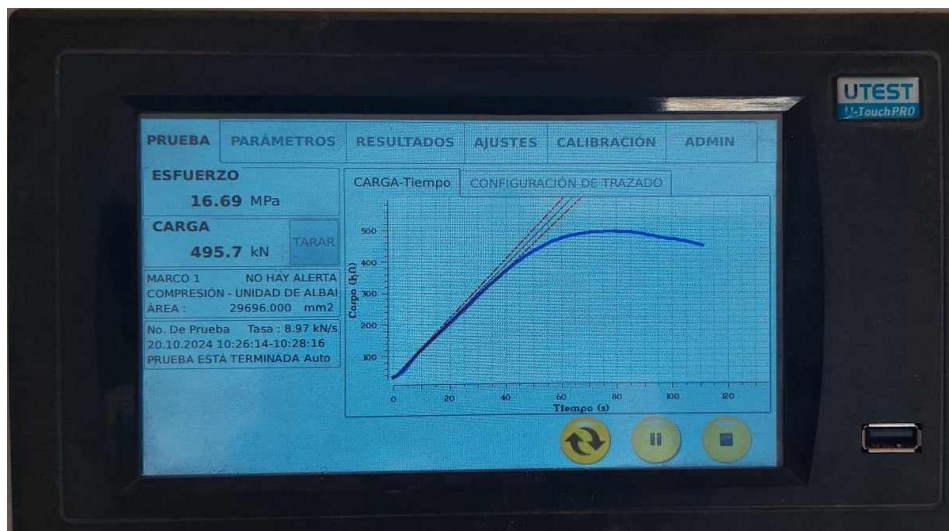 UTEST
U-TouchPRO
PRUEBA PARÁMETROS RESULTADOS AJUSTES CALIBRACIÓN ADMIN
ESFUERZO
16.69 MPa
CARGA
495.7 kN
TARAR
MARCO 1 NO HAY ALERTA
COMPRESIÓN - UNIDAD DE ALBAI
ÁREA : 29696.000 mm2
No. De Prueba Tasa : 8.97 kN/s
20.10.2024 10:26:14-10:28:16
PRUEBA ESTÁ TERMINADA Auto
CARGA-Tiempo CONFIGURACIÓN DE TRAZADO
500
400
300
200
100
0 20 40 60 80 100 120
Tiempo (s)